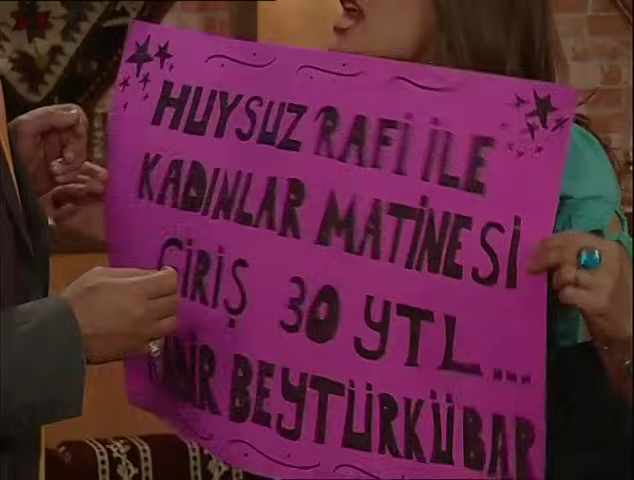 HUYSUZ RAFİ İLE
KADINLAR MATİNESİ
GİRİŞ 30 YTL...
BEYTÜRKÜBAR